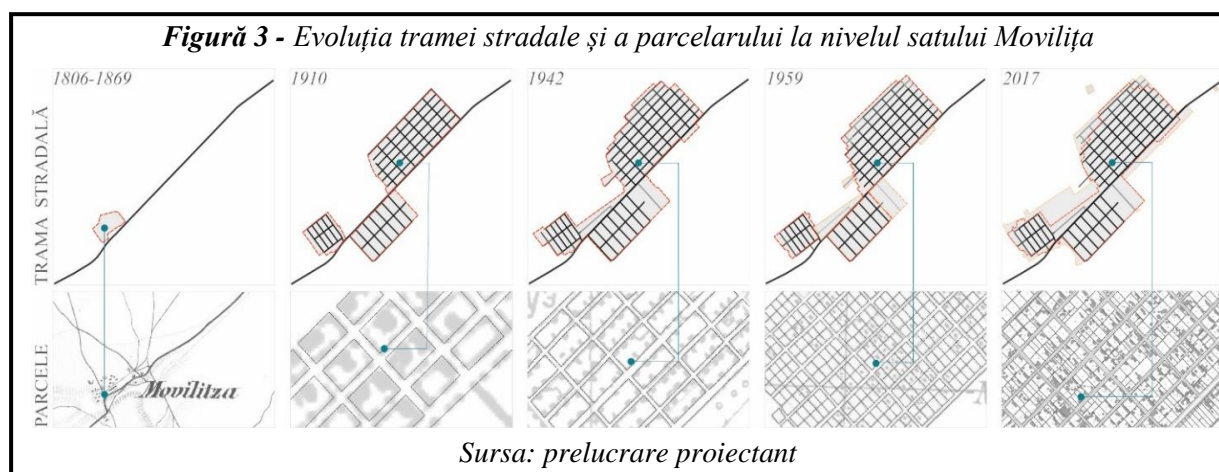 Figură 3 - Evoluția tramei stradale și a parcelarului la nivelul satului Movilița
TRAMA STRADALĂ
1806-1869
1910
1942
1959
2017
PARCELE
Movilitza
Sursa: prelucrare proiectant